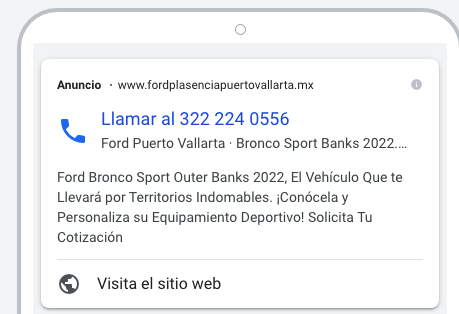 Anuncio · www.fordplasenciapuertovallarta.mx
Llamar al 322 224 0556
Ford Puerto Vallarta · Bronco Sport Banks 2022....
Ford Bronco Sport Outer Banks 2022, El Vehículo Que te
Llevará por Territorios Indomables. ¡Conócela y
Personaliza su Equipamiento Deportivo! Solicita Tu
Cotización
Visita el sitio web